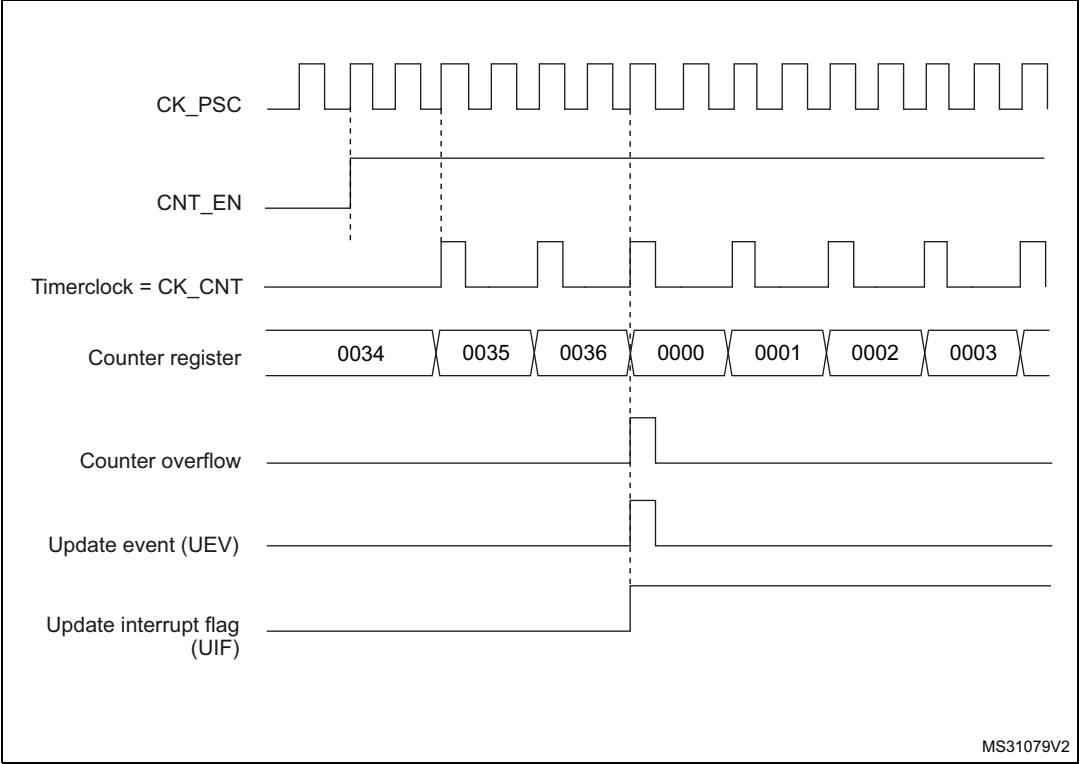 CK_PSC
CNT_EN
Timerclock = CK_CNT
Counter register
0034 0035 0036 0000 0001 0002 0003
Counter overflow
Update event (UEV)
Update interrupt flag
(UIF)
MS31079V2